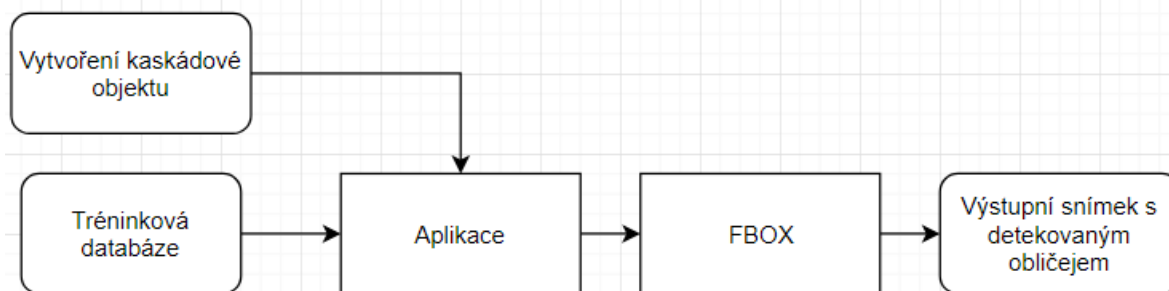 Vytvoření kaskádové
objektu
Tréninková
databáze
Aplikace
FBOX
Výstupní snímek s
detekovaným
obličejem